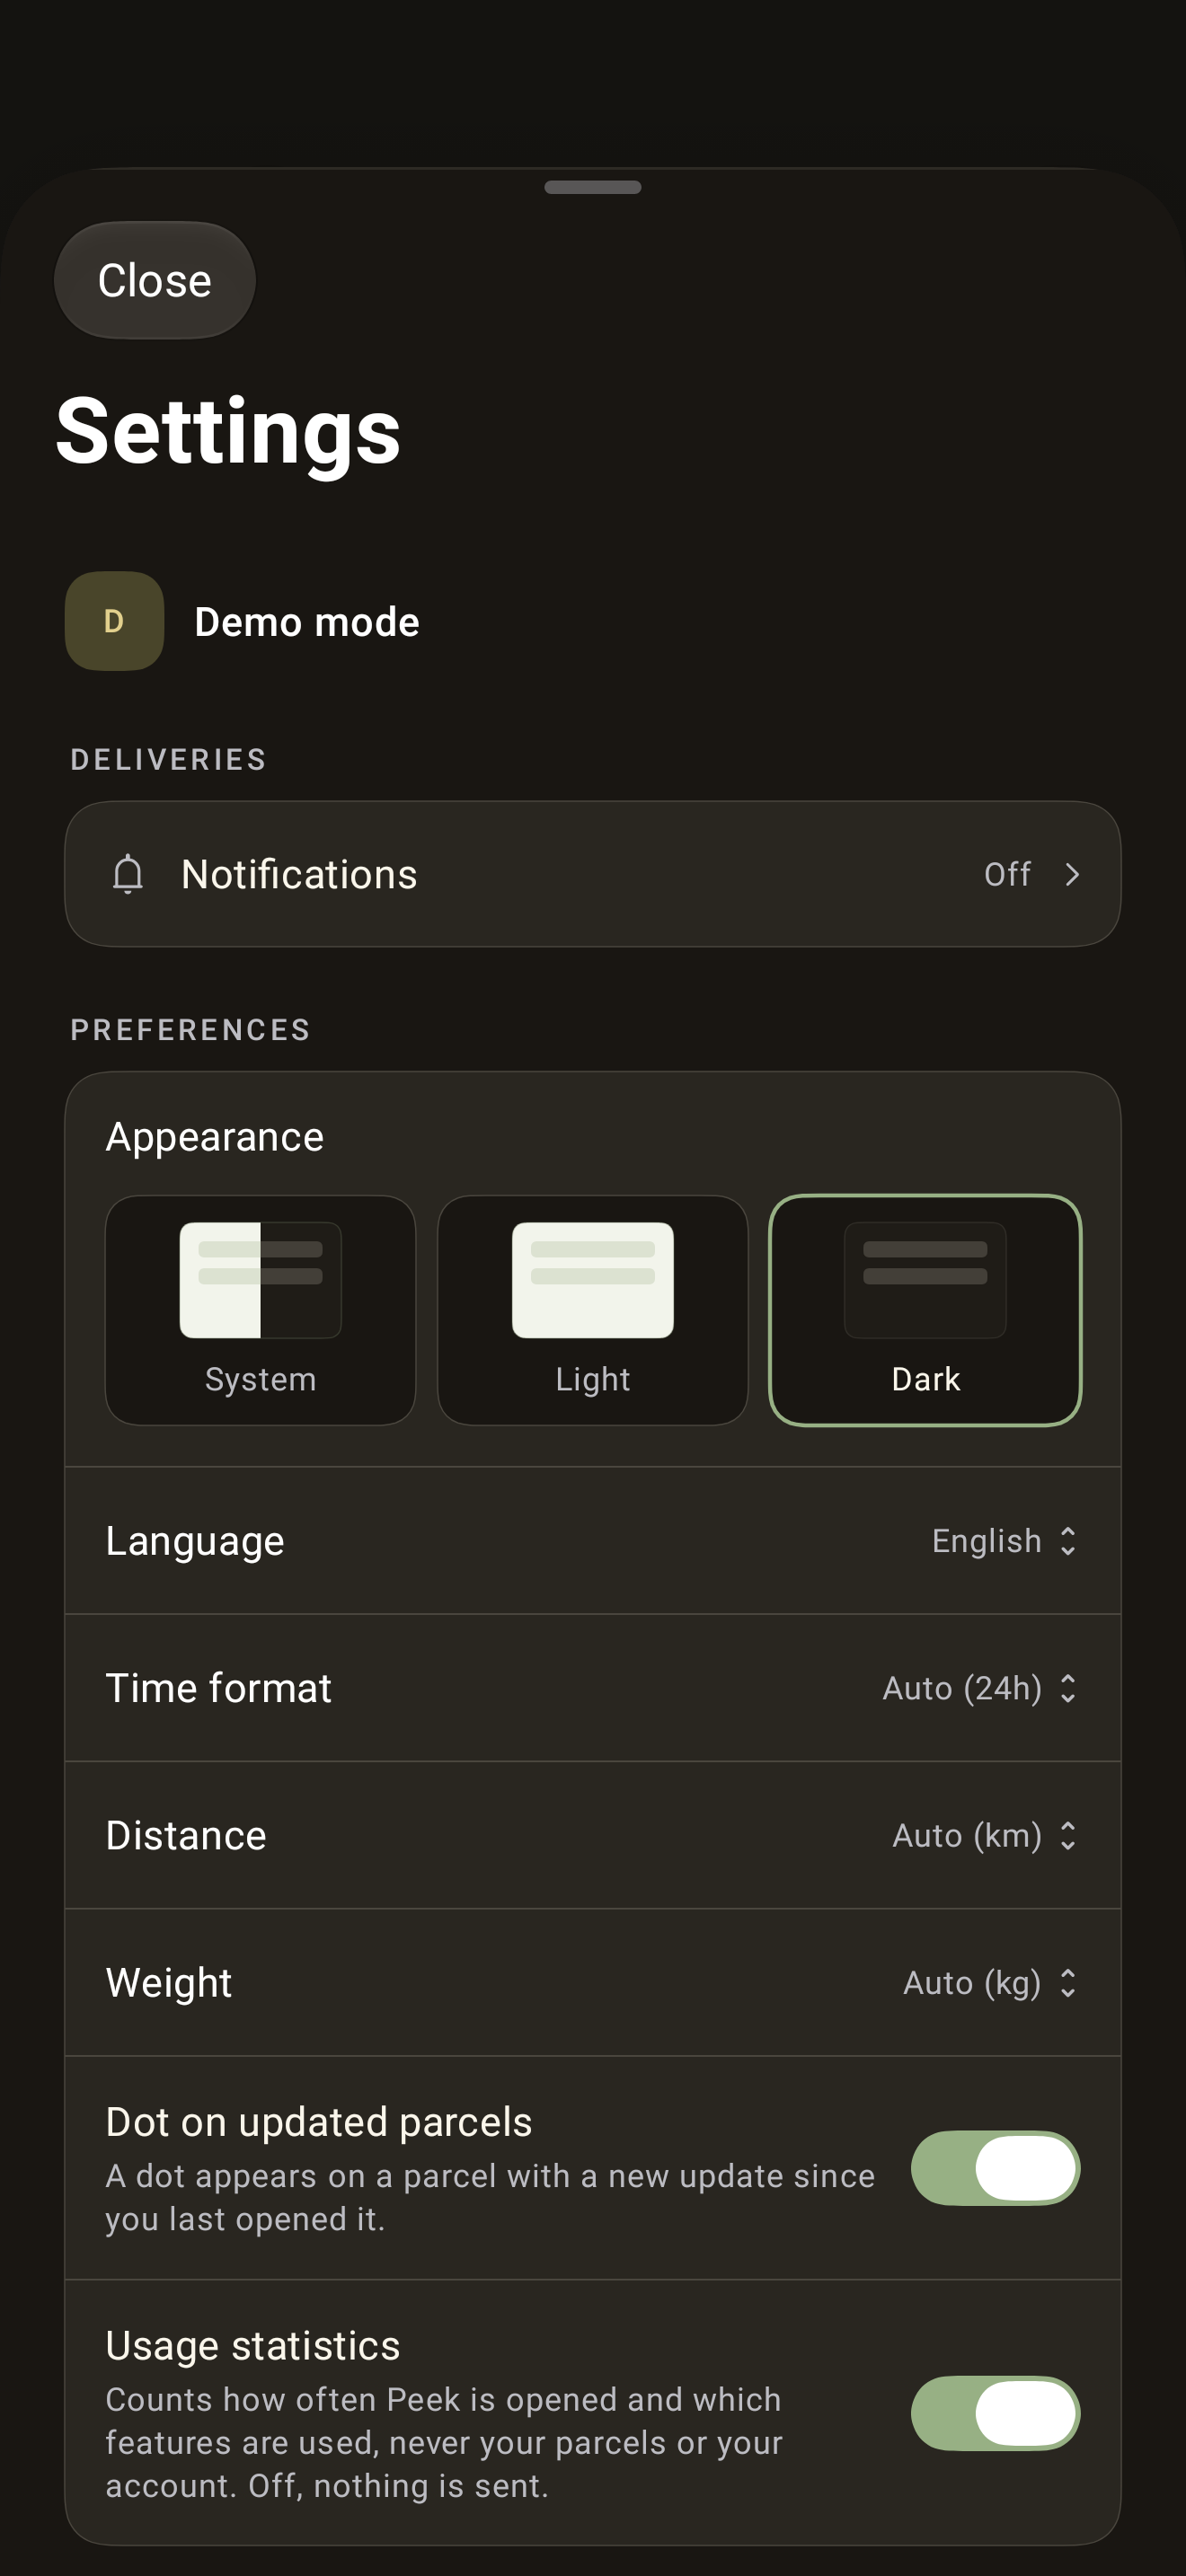 Close
Settings
D
Demo mode
DELIVERIES
Notifications
Off
PREFERENCES
Appearance
System
Light
Dark
Language
English
Time format
Auto (24h)
Distance
Auto (km)
Weight
Auto (kg)
Dot on updated parcels
A dot appears on a parcel with a new update since
you last opened it.
Usage statistics
Counts how often Peek is opened and which
features are used, never your parcels or your
account. Off, nothing is sent.